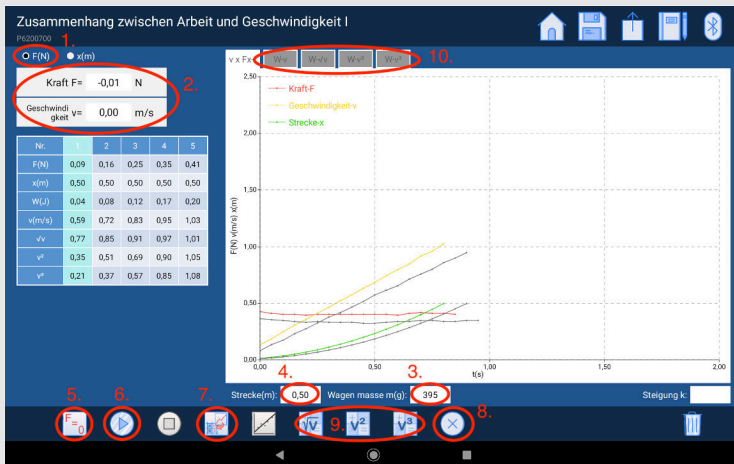 Zusammenhang zwischen Arbeit und Geschwindigkeit I
P6200700
1.
F(N) x(m)
Kraft F= -0,01 N
2.
Geschwindi
gkeit v= 0,00 m/s
Nr. 1 2 3 4 5
F(N) 0,09 0,16 0,25 0,35 0,41
x(m) 0,50 0,50 0,50 0,50 0,50
W(J) 0,04 0,08 0,12 0,17 0,20
v(m/s) 0,59 0,72 0,83 0,95 1,03
√v 0,77 0,85 0,91 0,97 1,01
v² 0,35 0,51 0,69 0,90 1,05
v³ 0,21 0,37 0,57 0,85 1,08
v x Fx- W-v W-√v W-v² W-v³ 10.
2,50
Kraft-F
Geschwindigkeit-v
Strecke-x
2,00
1,50
1,00
0,50
0,00
F(N) v(m/s) x(m)
0,00 0,50 1,00 1,50 2,00
t(s)
4. 3.
Strecke(m): 0,50 Wagen masse m(g): 395 Steigung k:
5. 6. 7. 9. 8.
F=0 √V V² V³